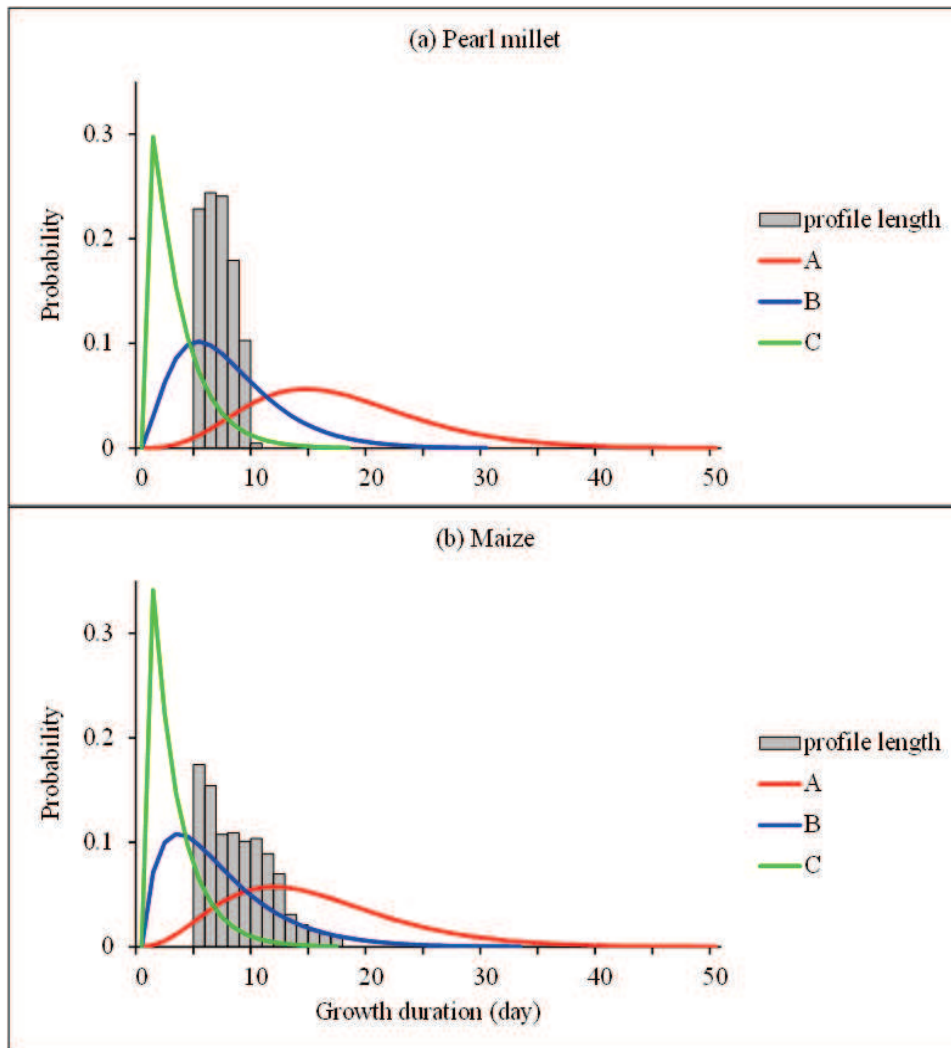 (a) Pearl millet
0.3
0.2
0.1
0
Probability
0 10 20 30 40 50
profile length
A
B
C
(b) Maize
0.3
0.2
0.1
0
Probability
0 10 20 30 40 50
Growth duration (day)
profile length
A
B
C